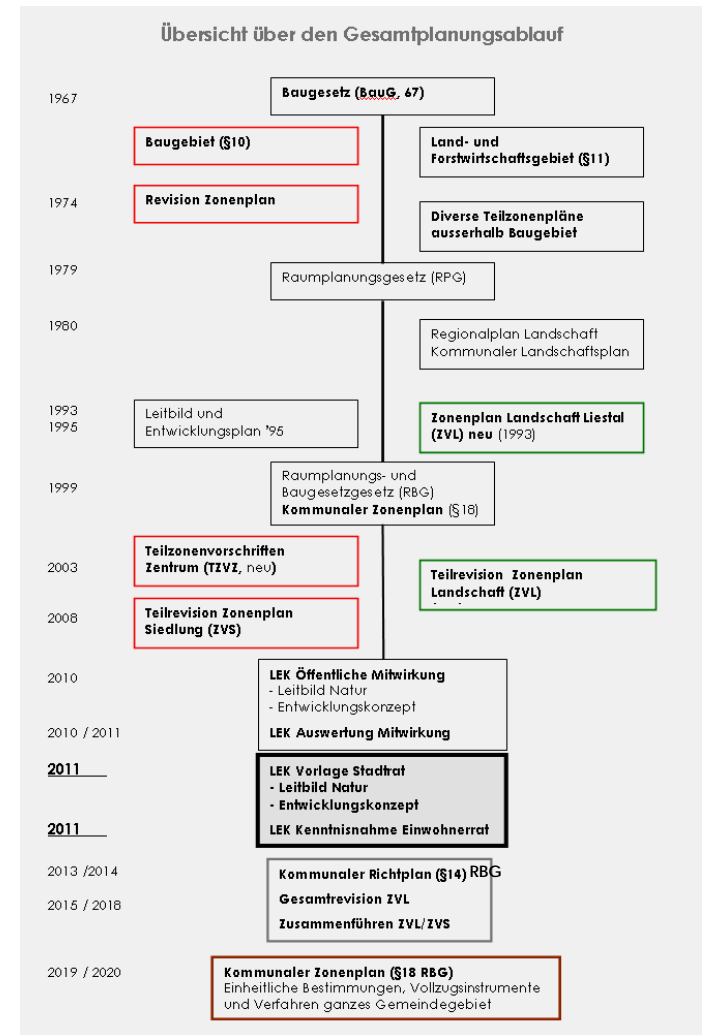 Übersicht über den Gesamtplanungsablauf
1967
Baugesetz (BauG, 67)
Baugebiet (§10)
Land- und
Forstwirtschaftsgebiet (§11)
1974
Revision Zonenplan
Diverse Teilzonenpläne
ausserhalb Baugebiet
1979
Raumplanungsgesetz (RPG)
1980
Regionalplan Landschaft
Kommunaler Landschaftsplan
1993
1995
Leitbild und
Entwicklungsplan '95
Zonenplan Landschaft Liestal
(ZVL) neu (1993)
1999
Raumplanungs- und
Baugesetzgesetz (RBG)
Kommunaler Zonenplan (§18)
2003
Teilzonenvorschriften
Zentrum (TZVZ, neu)
Teilrevision Zonenplan
Landschaft (ZVL)
2008
Teilrevision Zonenplan
Siedlung (ZVS)
2010
LEK Öffentliche Mitwirkung
- Leitbild Natur
- Entwicklungskonzept
2010 / 2011
LEK Auswertung Mitwirkung
2011
LEK Vorlage Stadtrat
- Leitbild Natur
- Entwicklungskonzept
2011
LEK Kenntnisnahme Einwohnerrat
2013 /2014
Kommunaler Richtplan (§14) RBG
2015 / 2018
Gesamtrevision ZVL
Zusammenführen ZVL/ZVS
2019 / 2020
Kommunaler Zonenplan (§18 RBG)
Einheitliche Bestimmungen, Vollzugsinstrumente
und Verfahren ganzes Gemeindegebiet